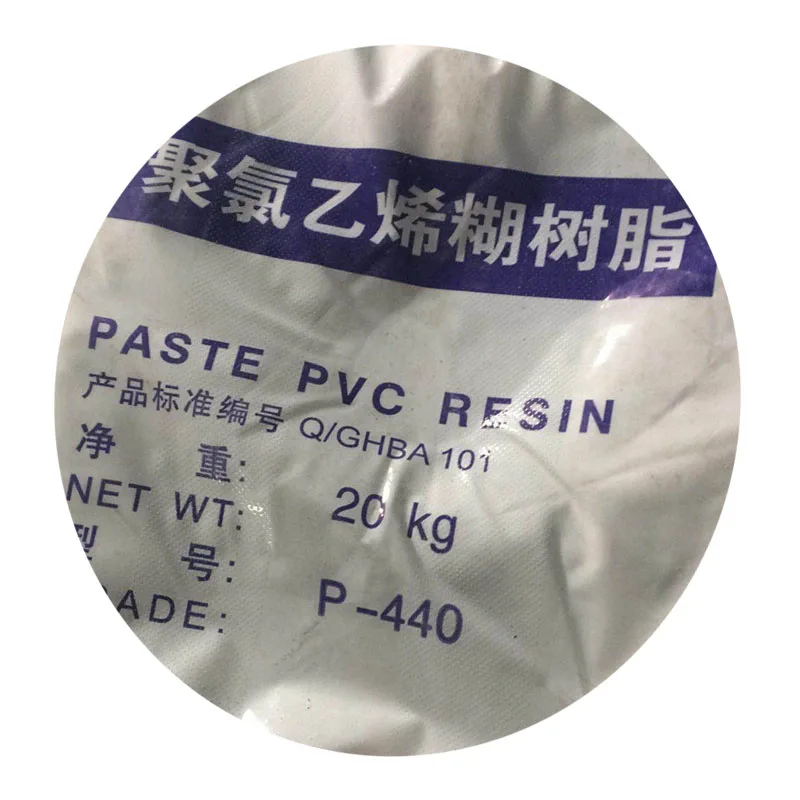 聚氯乙烯糊树脂
PASTE PVC RESIN
产品标准编号 Q/GHBA 101
净 重:
NET WT: 20 kg
型 号:
RADE: P-440